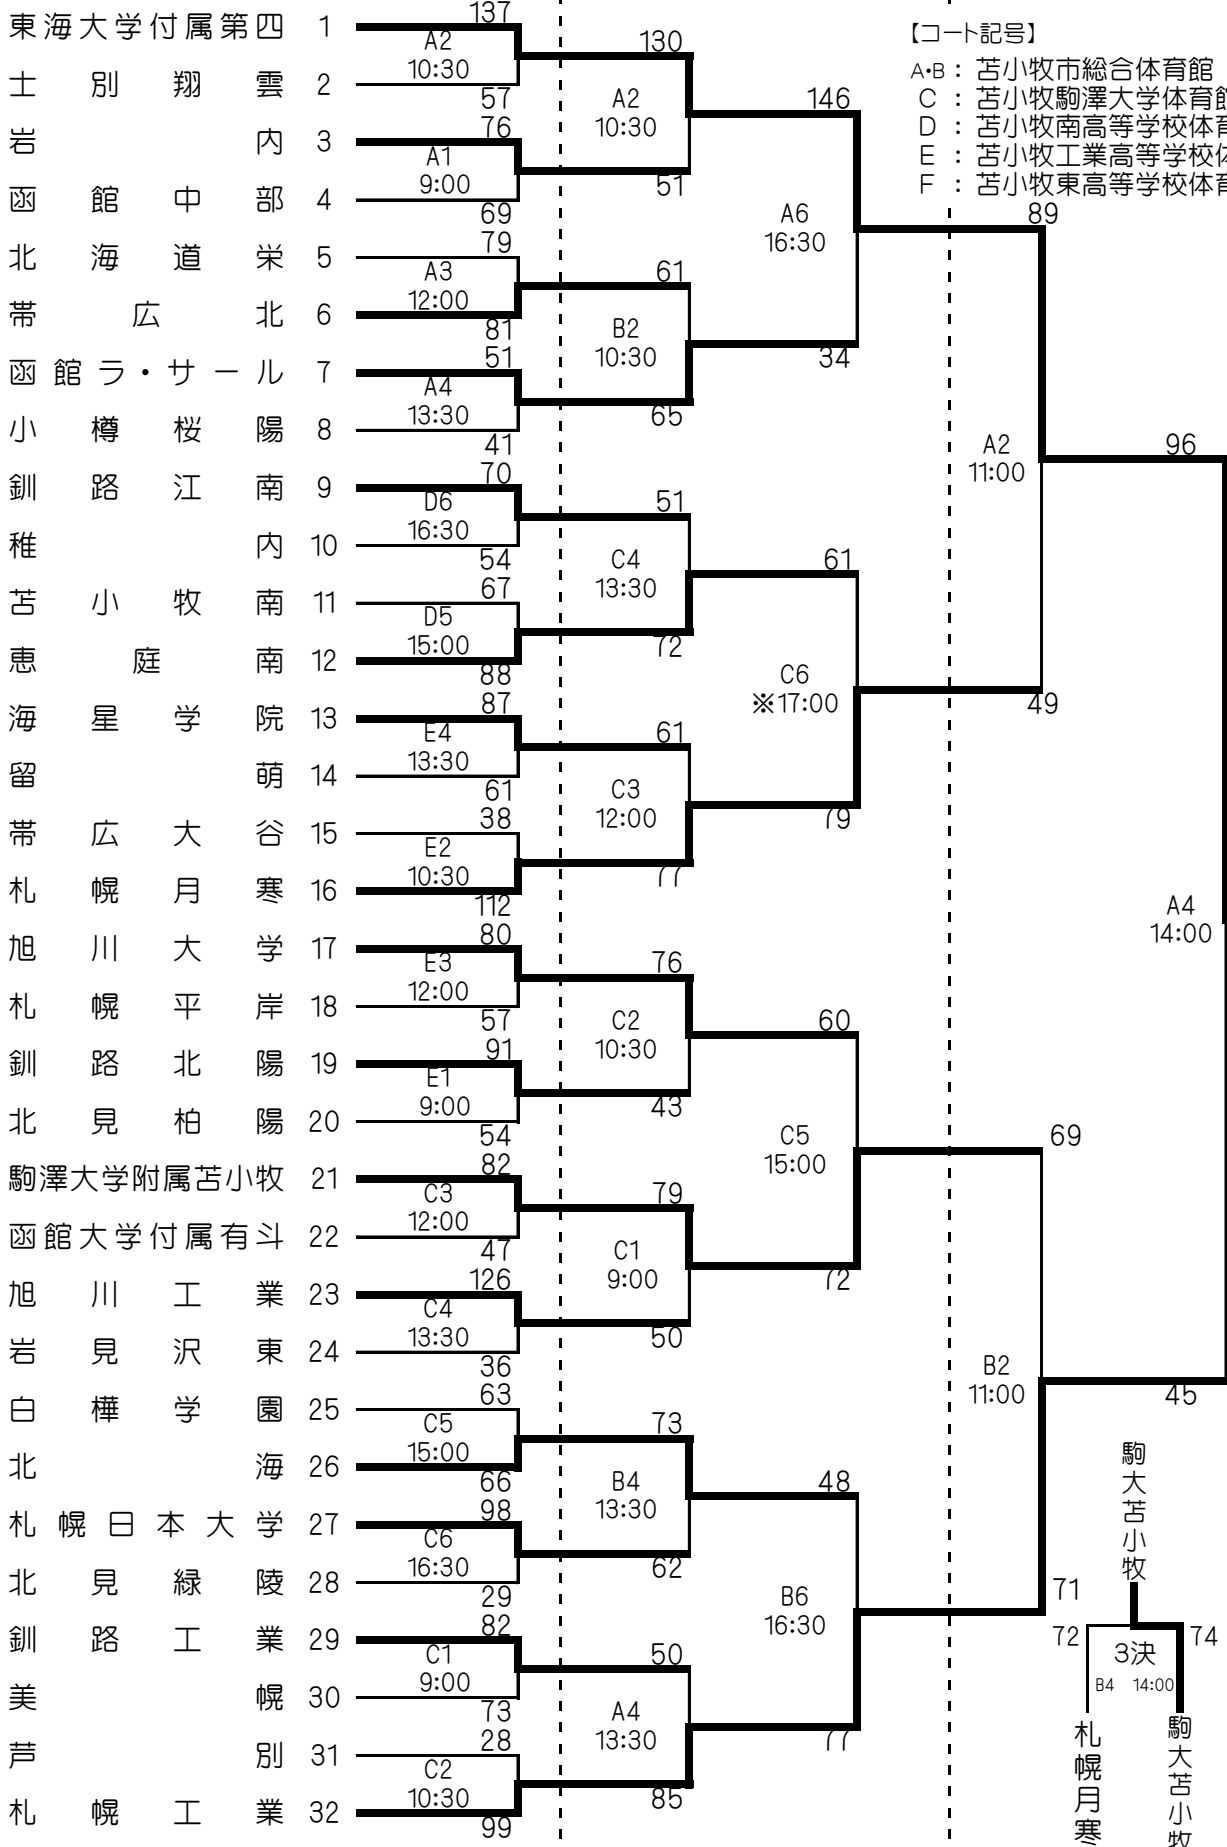 東海大学付属第四 1
士別翔雲 2
岩内 3
函館中部 4
北海道栄 5
帯広北 6
函館ラ・サール 7
小樽桜陽 8
釧路江南 9
稚内 10
苫小牧南 11
恵庭南 12
海星学院 13
留萌 14
帯広大谷 15
札幌月寒 16
旭川大学 17
札幌平岸 18
釧路北陽 19
北見柏陽 20
駒澤大学附属苫小牧 21
函館大学付属有斗 22
旭川工業 23
岩見沢東 24
白樺学園 25
北海 26
札幌日本大学 27
北見緑陵 28
釧路工業 29
美幌 30
芦別 31
札幌工業 32
137
A2
10:30
57
76
A1
9:00
69
79
A3
12:00
81
51
A4
13:30
41
70
D6
16:30
54
67
D5
15:00
88
87
E4
13:30
61
38
E2
10:30
112
80
E3
12:00
57
91
E1
9:00
54
82
C3
12:00
47
126
C4
13:30
36
63
C5
15:00
66
98
C6
16:30
29
82
C1
9:00
73
28
C2
10:30
99
130
A2
10:30
51
61
B2
10:30
65
51
C4
13:30
72
61
C3
12:00
77
76
C2
10:30
43
79
C1
9:00
50
73
B4
13:30
62
50
A4
13:30
85
146
A6
16:30
34
61
C6
※17:00
79
60
C5
15:00
72
48
B6
16:30
77
89
A2
11:00
49
69
B2
11:00
71
96
A4
14:00
45
【コート記号】
A・B : 苫小牧市総合体育館
C : 苫小牧駒澤大学体育館
D : 苫小牧南高等学校体育
E : 苫小牧工業高等学校体
F : 苫小牧東高等学校体育
駒大苫小牧
72
3決
74
B4 14:00
札幌月寒
駒大苫小牧